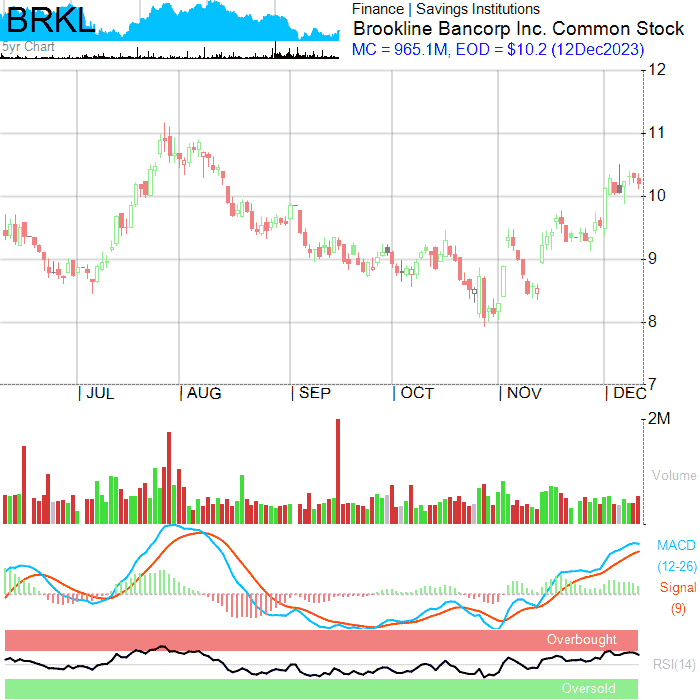 BRKL
5yr Chart
Finance | Savings Institutions
Brookline Bancorp Inc. Common Stock
MC = 965.1M, EOD = $10.2 (12Dec2023)
12
11
10
9
8
7
| JUL
| AUG
| SEP
| OCT
| NOV
| DEC
2M
Volume
MACD
(12-26)
Signal
(9)
Overbought
RSI(14)
Oversold